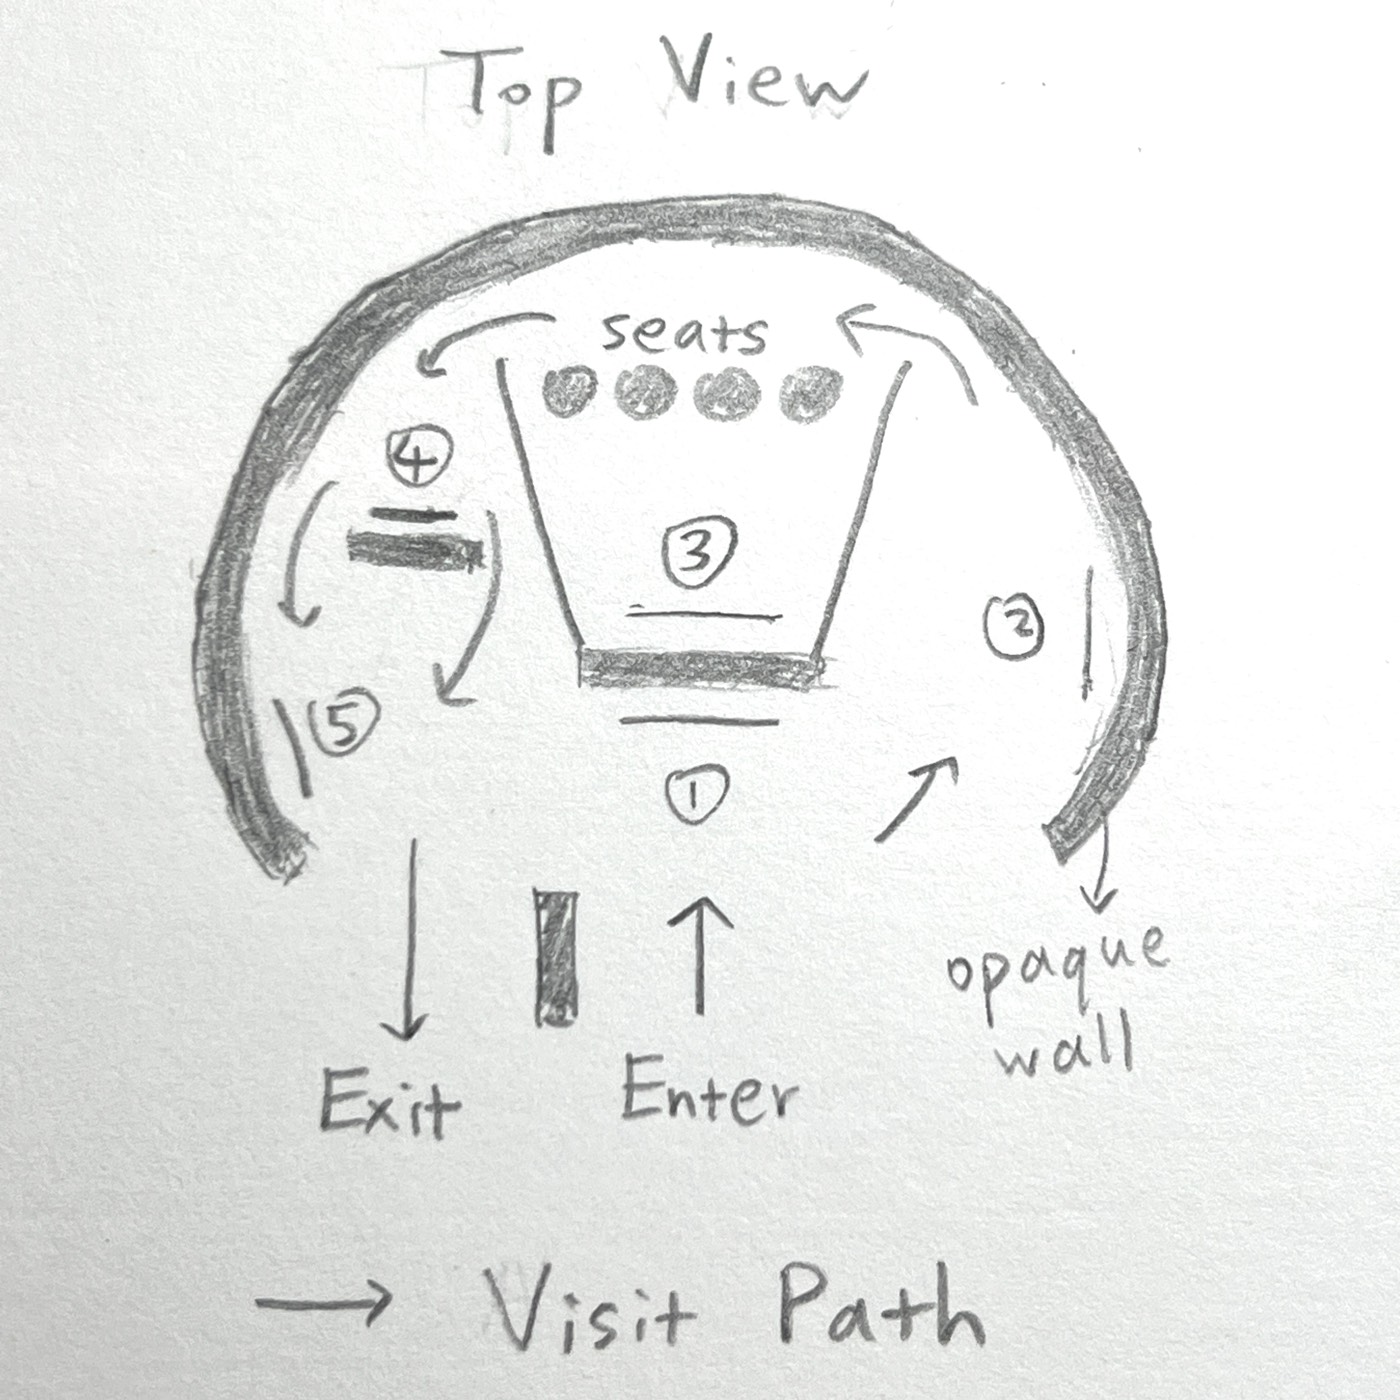 Top View
seats
④
③
②
⑤
①
opaque
wall
Exit
Enter
Visit Path